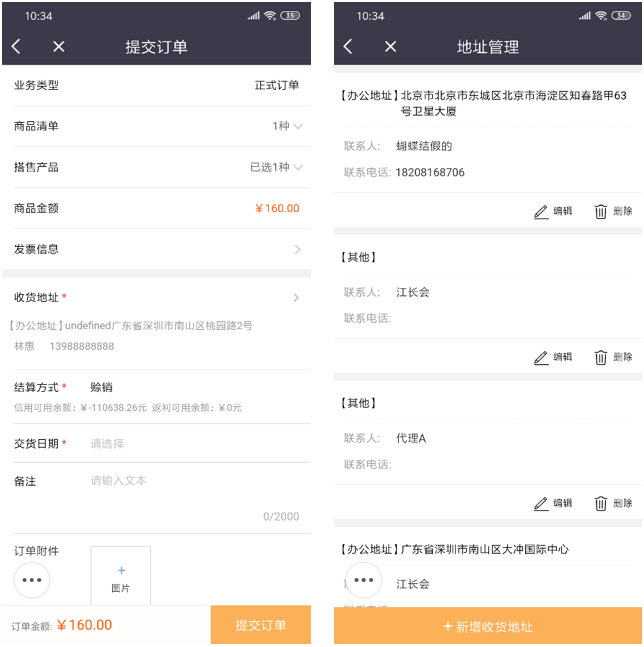 10:34
35
提交订单
业务类型 正式订单
商品清单 1种
搭售产品 已选1种
商品金额 ￥160.00
发票信息
收货地址 *
【办公地址】undefined广东省深圳市南山区桃园路2号
林惠 13988888888
结算方式 * 赊销
信用可用余额：￥-110638.26元 返利可用余额：￥0元
交货日期 * 请选择
备注 请输入文本
0/2000
订单附件
+
图片
订单金额: ￥160.00 提交订单
10:34
34
地址管理
【办公地址】北京市北京市东城区北京市海淀区知春路甲63
号卫星大厦
联系人: 蝴蝶结假的
联系电话: 18208168706
编辑 删除
【其他】
联系人: 江长会
联系电话:
编辑 删除
【其他】
联系人: 代理A
联系电话:
编辑 删除
【办公地址】广东省深圳市南山区大冲国际中心
江长会
+ 新增收货地址